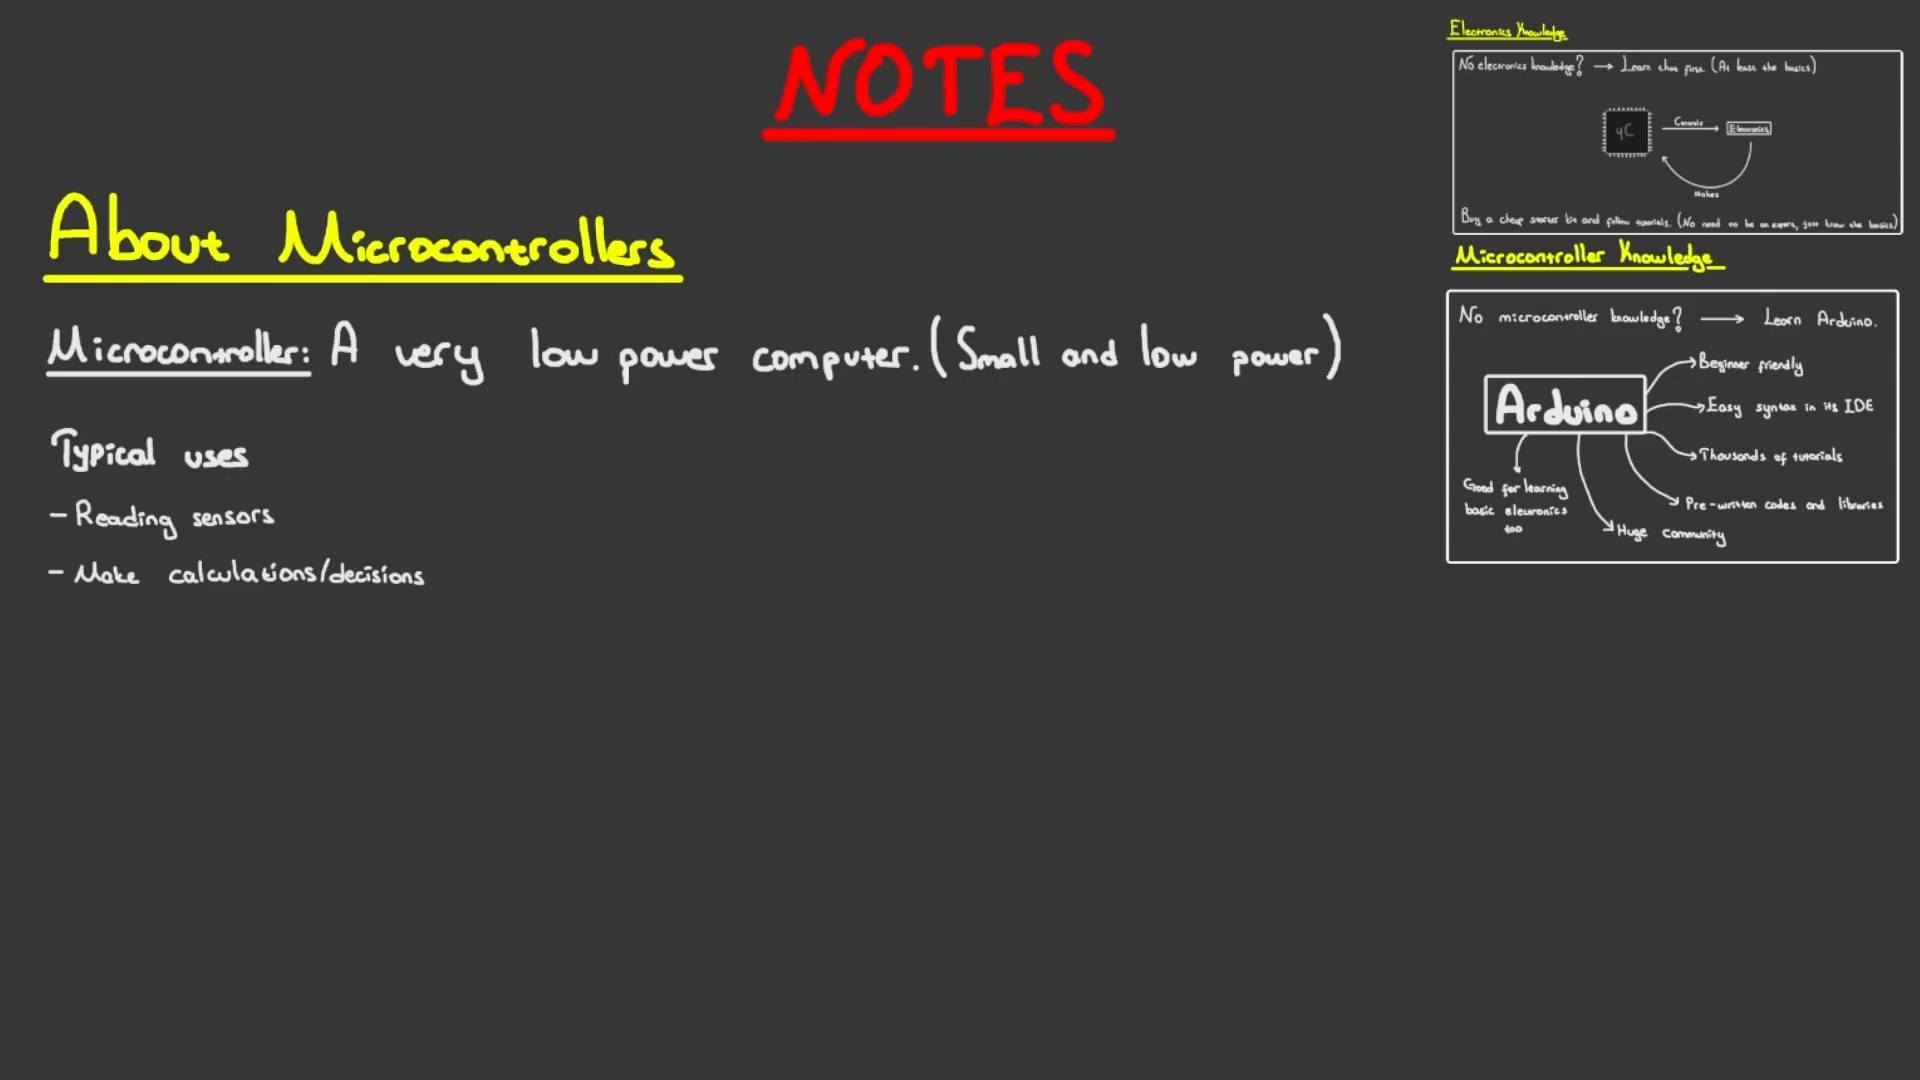 NOTES
About Microcontrollers
Microcontroller: A very low power computer. (Small and low power)
Typical uses
- Reading sensors
- Make calculations/decisions
Electronics Knowledge
No electronics knowledge? → Learn that first (At least the basics)
µC
Controls
Electronics
Makes
Buy a cheap starter kit and follow tutorials. (No need to be an expert, just know the basics)
Microcontroller Knowledge
No microcontroller knowledge? → Learn Arduino.
Arduino
Beginner friendly
Easy syntax in its IDE
Thousands of tutorials
Pre-written codes and libraries
Huge community
Good for learning
basic electronics
too